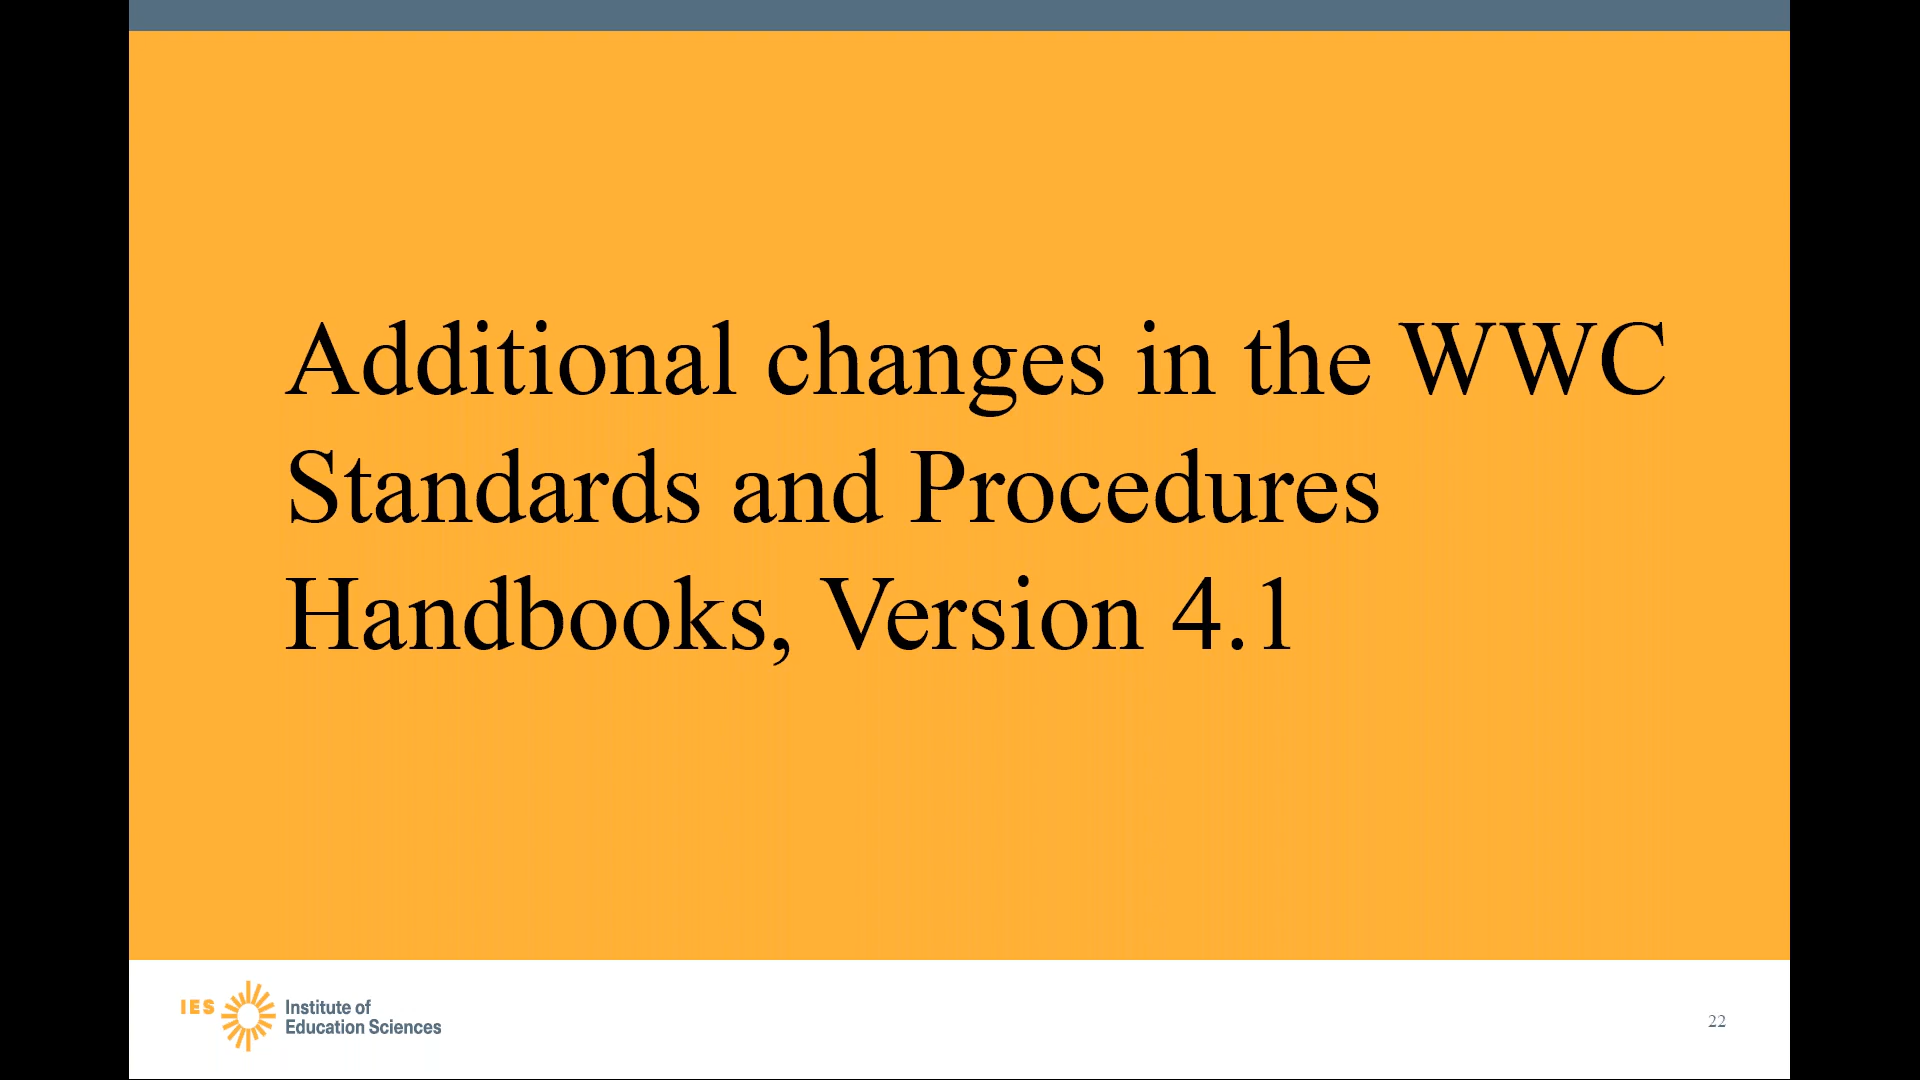 Additional changes in the WWC
Standards and Procedures
Handbooks, Version 4.1
IES
Institute of
Education Sciences
22